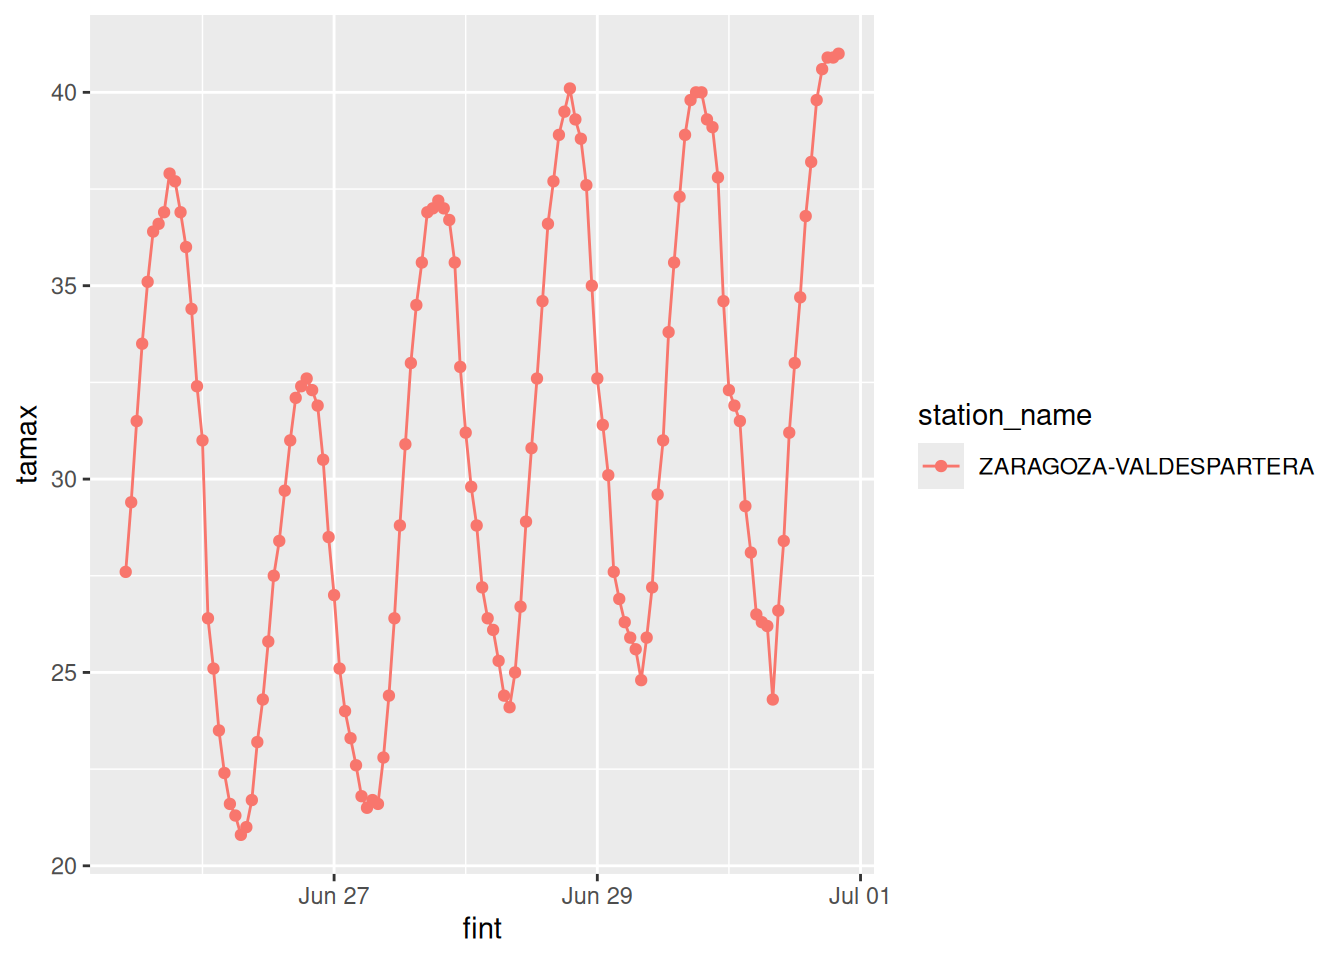 40
35
30
25
20
tamax
Jun 27
Jun 29
Jul 01
fint
station_name
ZARAGOZA-VALDESPARTERA